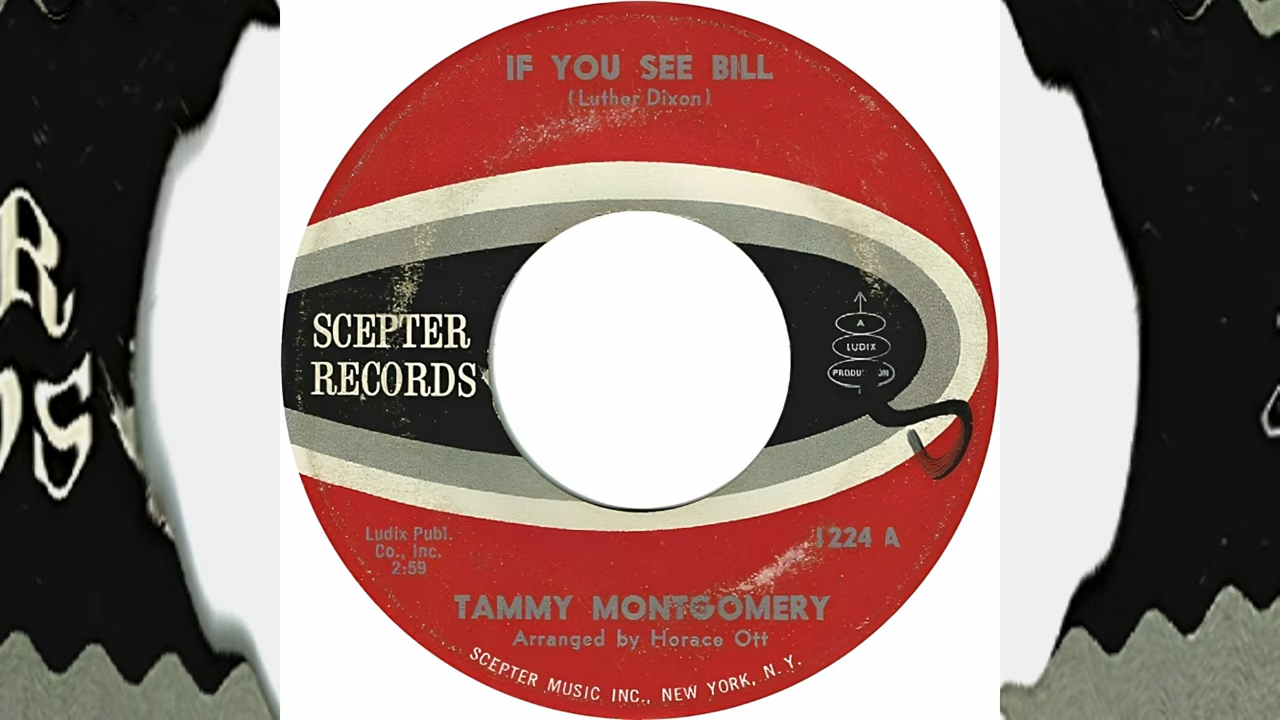 IF YOU SEE BILL
(Luther Dixon)
SCEPTER
RECORDS
A
LUDIX
Ludix Publ.
Co., Inc.
2:59
1224 A
TAMMY MONTGOMERY
Arranged by Horace Ott
SCEPTER MUSIC INC., NEW YORK, N.Y.